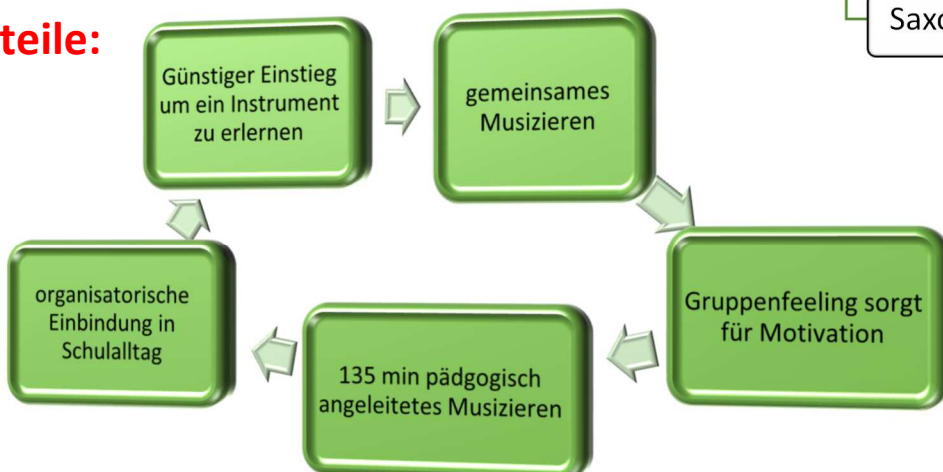 teile:
Günstiger Einstieg
um ein Instrument
zu erlernen
gemeinsames
Musizieren
Gruppenfeeling sorgt
für Motivation
135 min pädgogisch
angeleitetes Musizieren
organisatorische
Einbindung in
Schulalltag